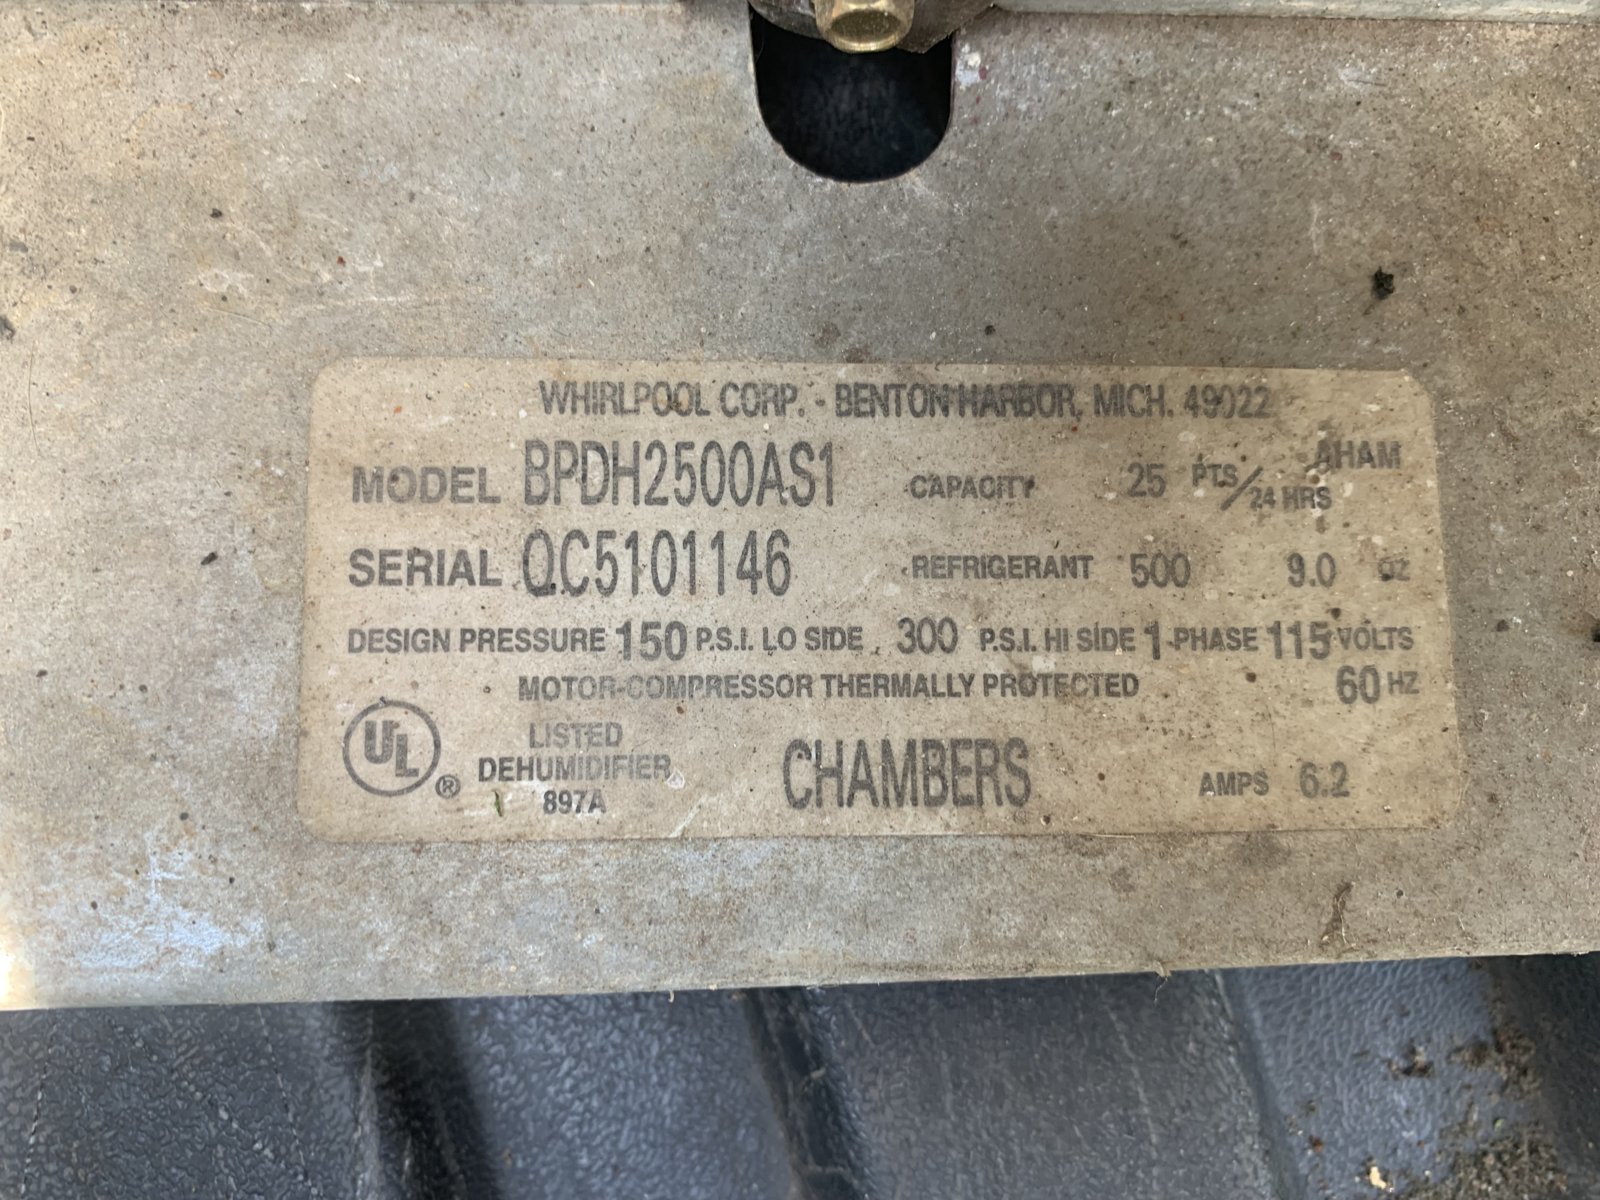 WHIRLPOOL CORP. - BENTON HARBOR, MICH. 49022
MODEL BPDH2500AS1 CAPACITY 25 PTS/24 HRS AHAM
SERIAL QC5101146 REFRIGERANT 500 9.0 oz
DESIGN PRESSURE 150 P.S.I. LO SIDE 300 P.S.I. HI SIDE 1-PHASE 115 VOLTS
MOTOR-COMPRESSOR THERMALLY PROTECTED 60 HZ
UL ® LISTED
DEHUMIDIFIER
897A
CHAMBERS AMPS 6.2